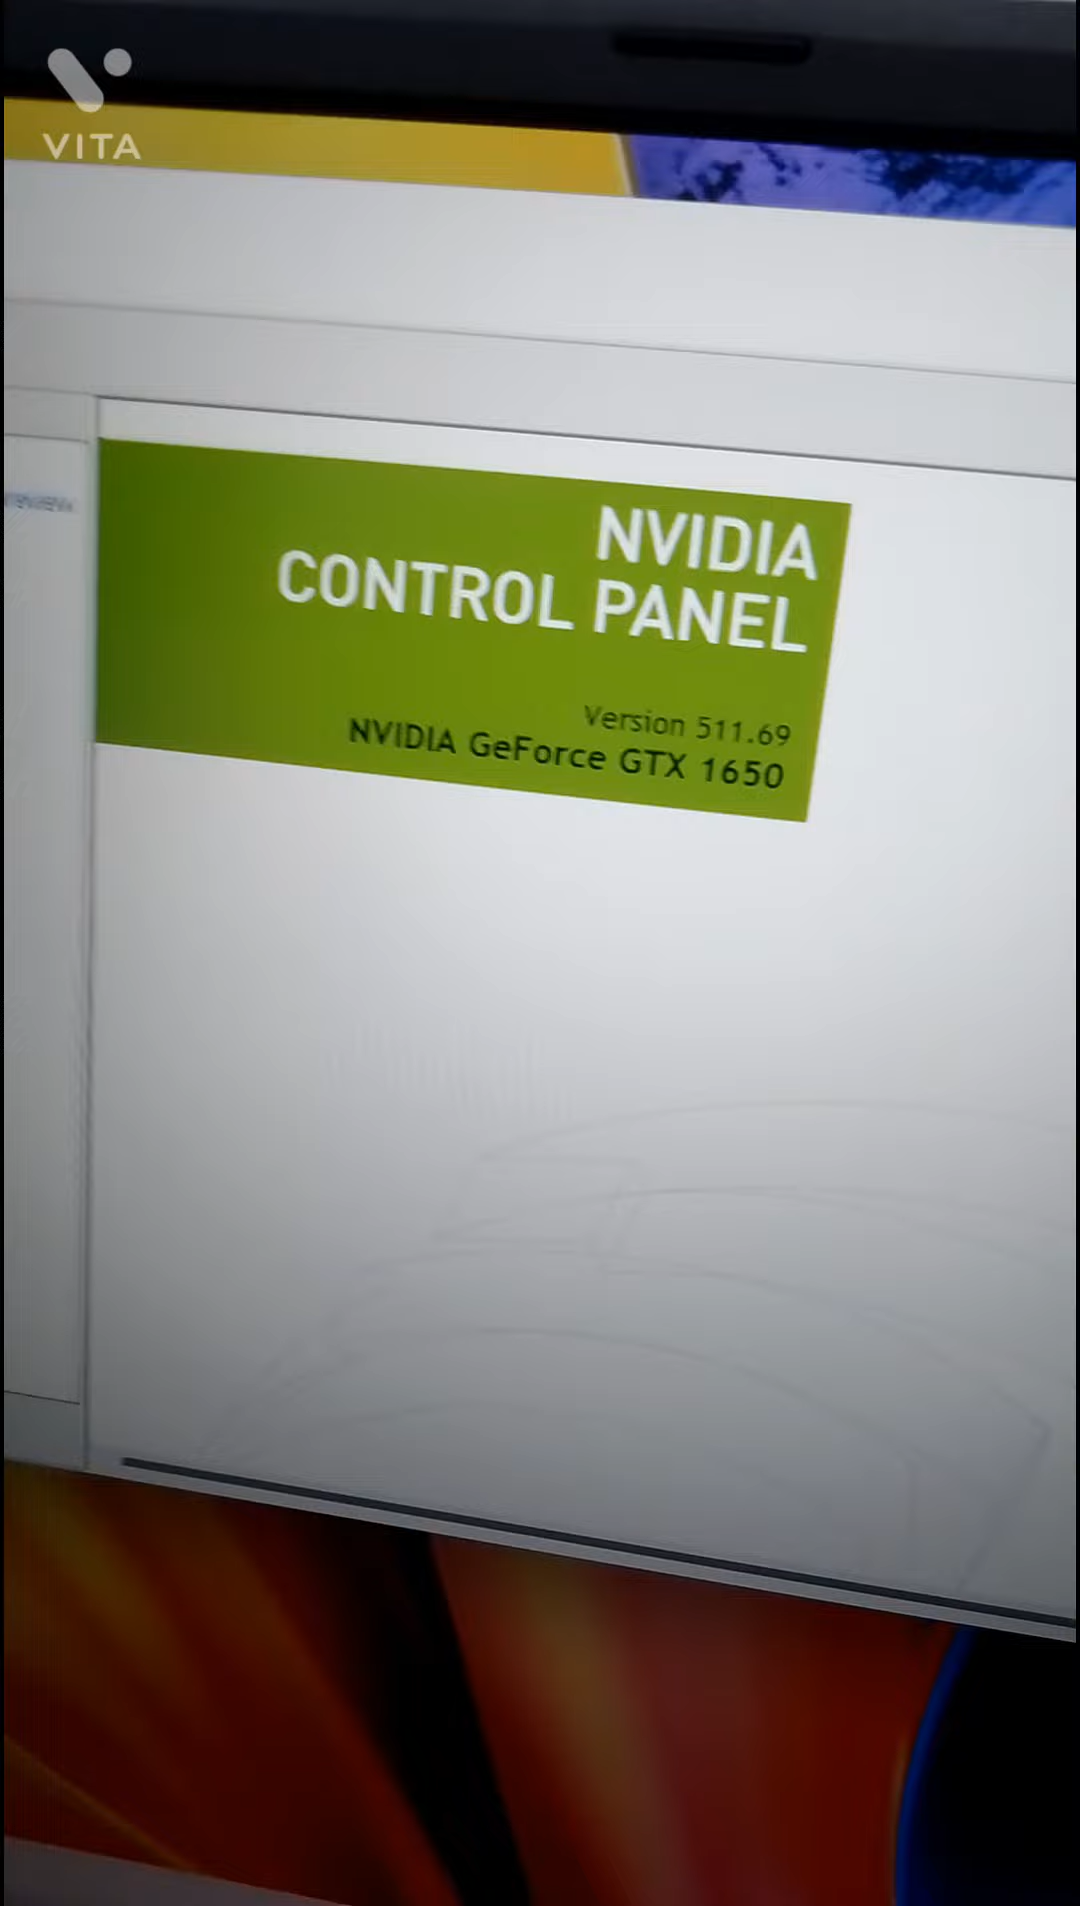 VITA
NVIDIA
CONTROL PANEL
Version 511.69
NVIDIA GeForce GTX 1650